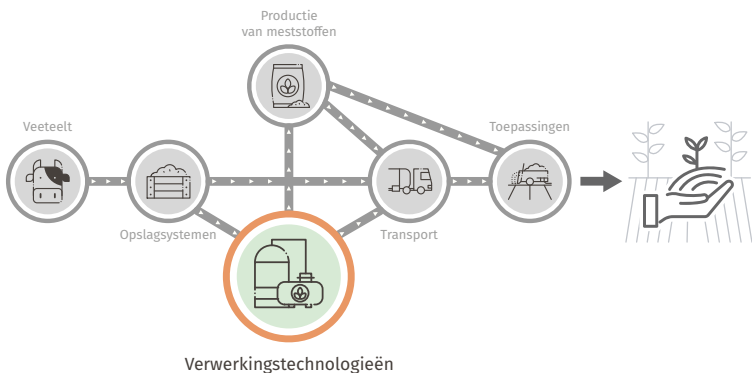 Productie
van meststoffen
Veeteelt
Toepassingen
Opslagsystemen
Transport
Verwerkingstechnologieën